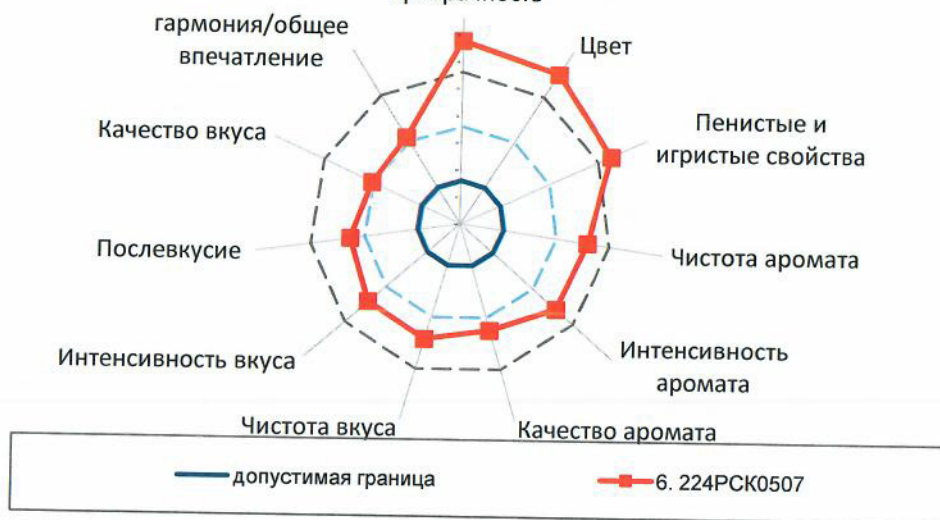 гармония/общее
впечатление
Цвет
Качество вкуса
Пенистые и
игристые свойства
Послевкусие
Чистота аромата
Интенсивность вкуса
Интенсивность
аромата
Чистота вкуса
Качество аромата
допустимая граница
6. 224РСК0507